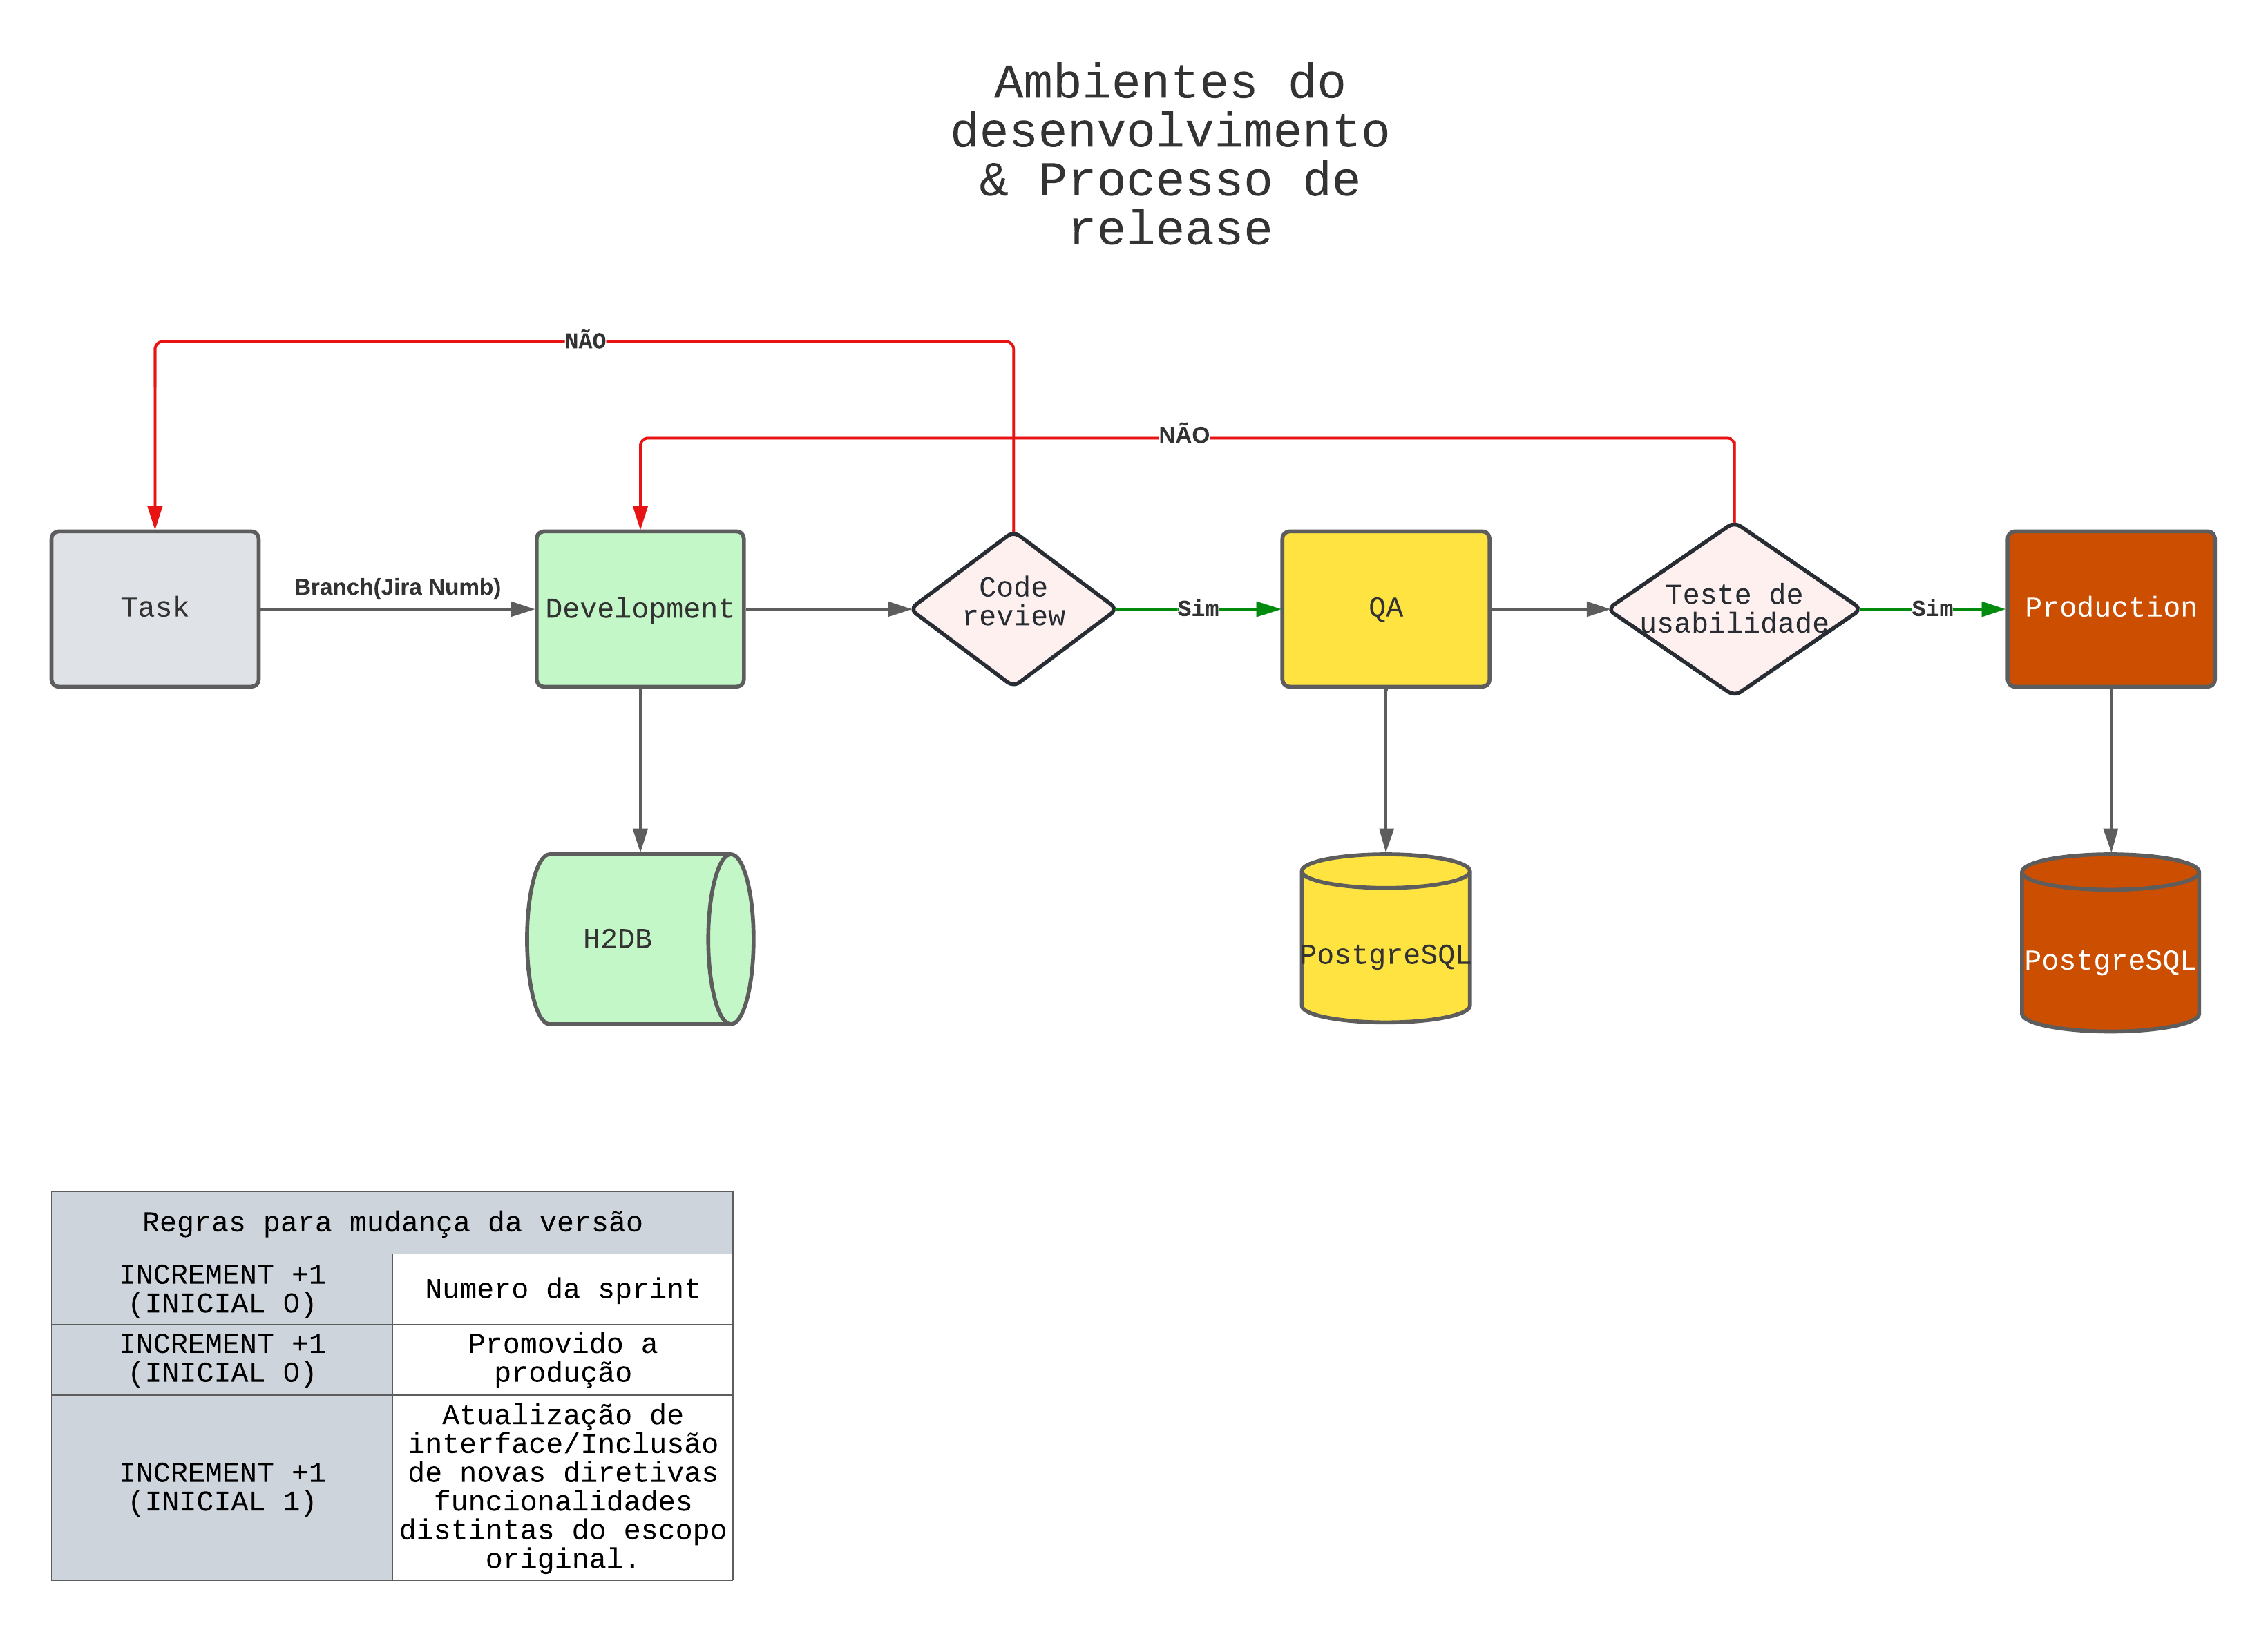 Ambientes do
desenvolvimento
& Processo de
release
NÃO
NÃO
Task
Branch(Jira Numb)
Development
Code
review
Sim
QA
Teste de
usabilidade
Sim
Production
H2DB
PostgreSQL
PostgreSQL
Regras para mudança da versão
INCREMENT +1
(INICIAL 0)
Numero da sprint
INCREMENT +1
(INICIAL 0)
Promovido a
produção
INCREMENT +1
(INICIAL 1)
Atualização de
interface/Inclusão
de novas diretivas
funcionalidades
distintas do escopo
original.